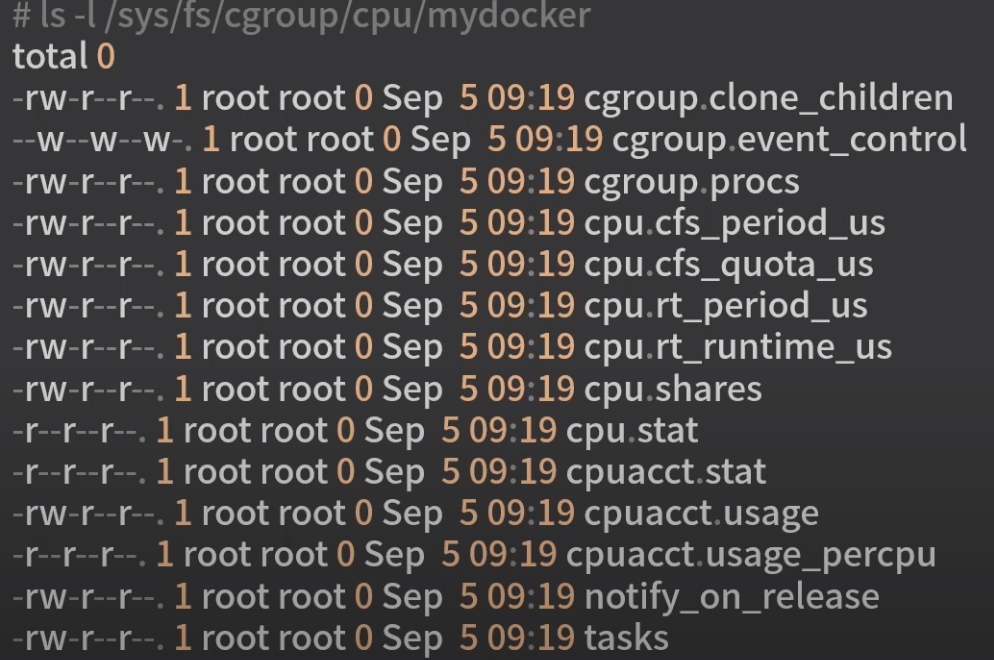 # ls -l /sys/fs/cgroup/cpu/mydocker
total 0
-rw-r--r--. 1 root root 0 Sep  5 09:19 cgroup.clone_children
--w--w--w-. 1 root root 0 Sep  5 09:19 cgroup.event_control
-rw-r--r--. 1 root root 0 Sep  5 09:19 cgroup.procs
-rw-r--r--. 1 root root 0 Sep  5 09:19 cpu.cfs_period_us
-rw-r--r--. 1 root root 0 Sep  5 09:19 cpu.cfs_quota_us
-rw-r--r--. 1 root root 0 Sep  5 09:19 cpu.rt_period_us
-rw-r--r--. 1 root root 0 Sep  5 09:19 cpu.rt_runtime_us
-rw-r--r--. 1 root root 0 Sep  5 09:19 cpu.shares
-r--r--r--. 1 root root 0 Sep  5 09:19 cpu.stat
-r--r--r--. 1 root root 0 Sep  5 09:19 cpuacct.stat
-rw-r--r--. 1 root root 0 Sep  5 09:19 cpuacct.usage
-r--r--r--. 1 root root 0 Sep  5 09:19 cpuacct.usage_percpu
-rw-r--r--. 1 root root 0 Sep  5 09:19 notify_on_release
-rw-r--r--. 1 root root 0 Sep  5 09:19 tasks